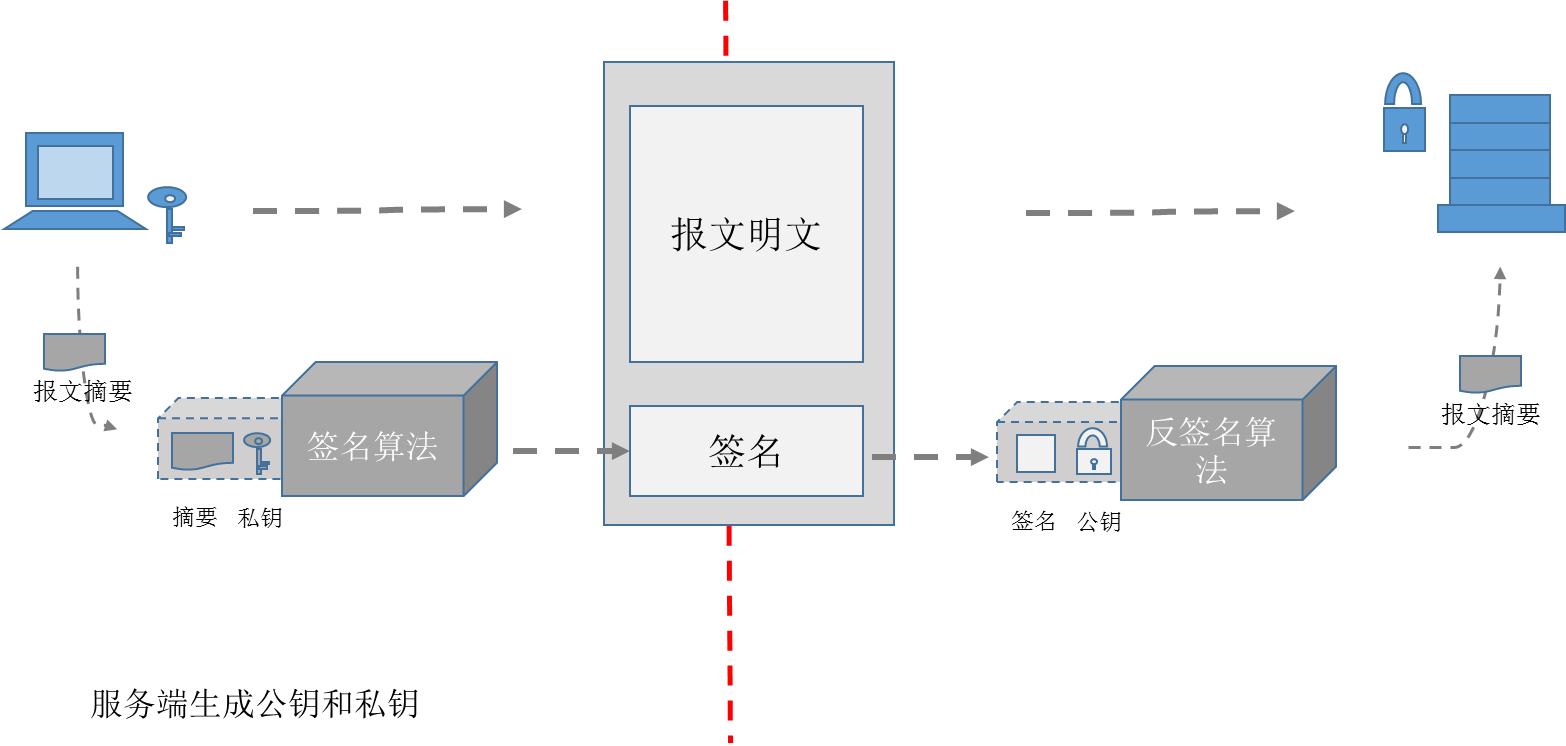 报文明文
报文摘要
签名算法
签名
反签名算
法
报文摘要
摘要 私钥
签名 公钥
服务端生成公钥和私钥